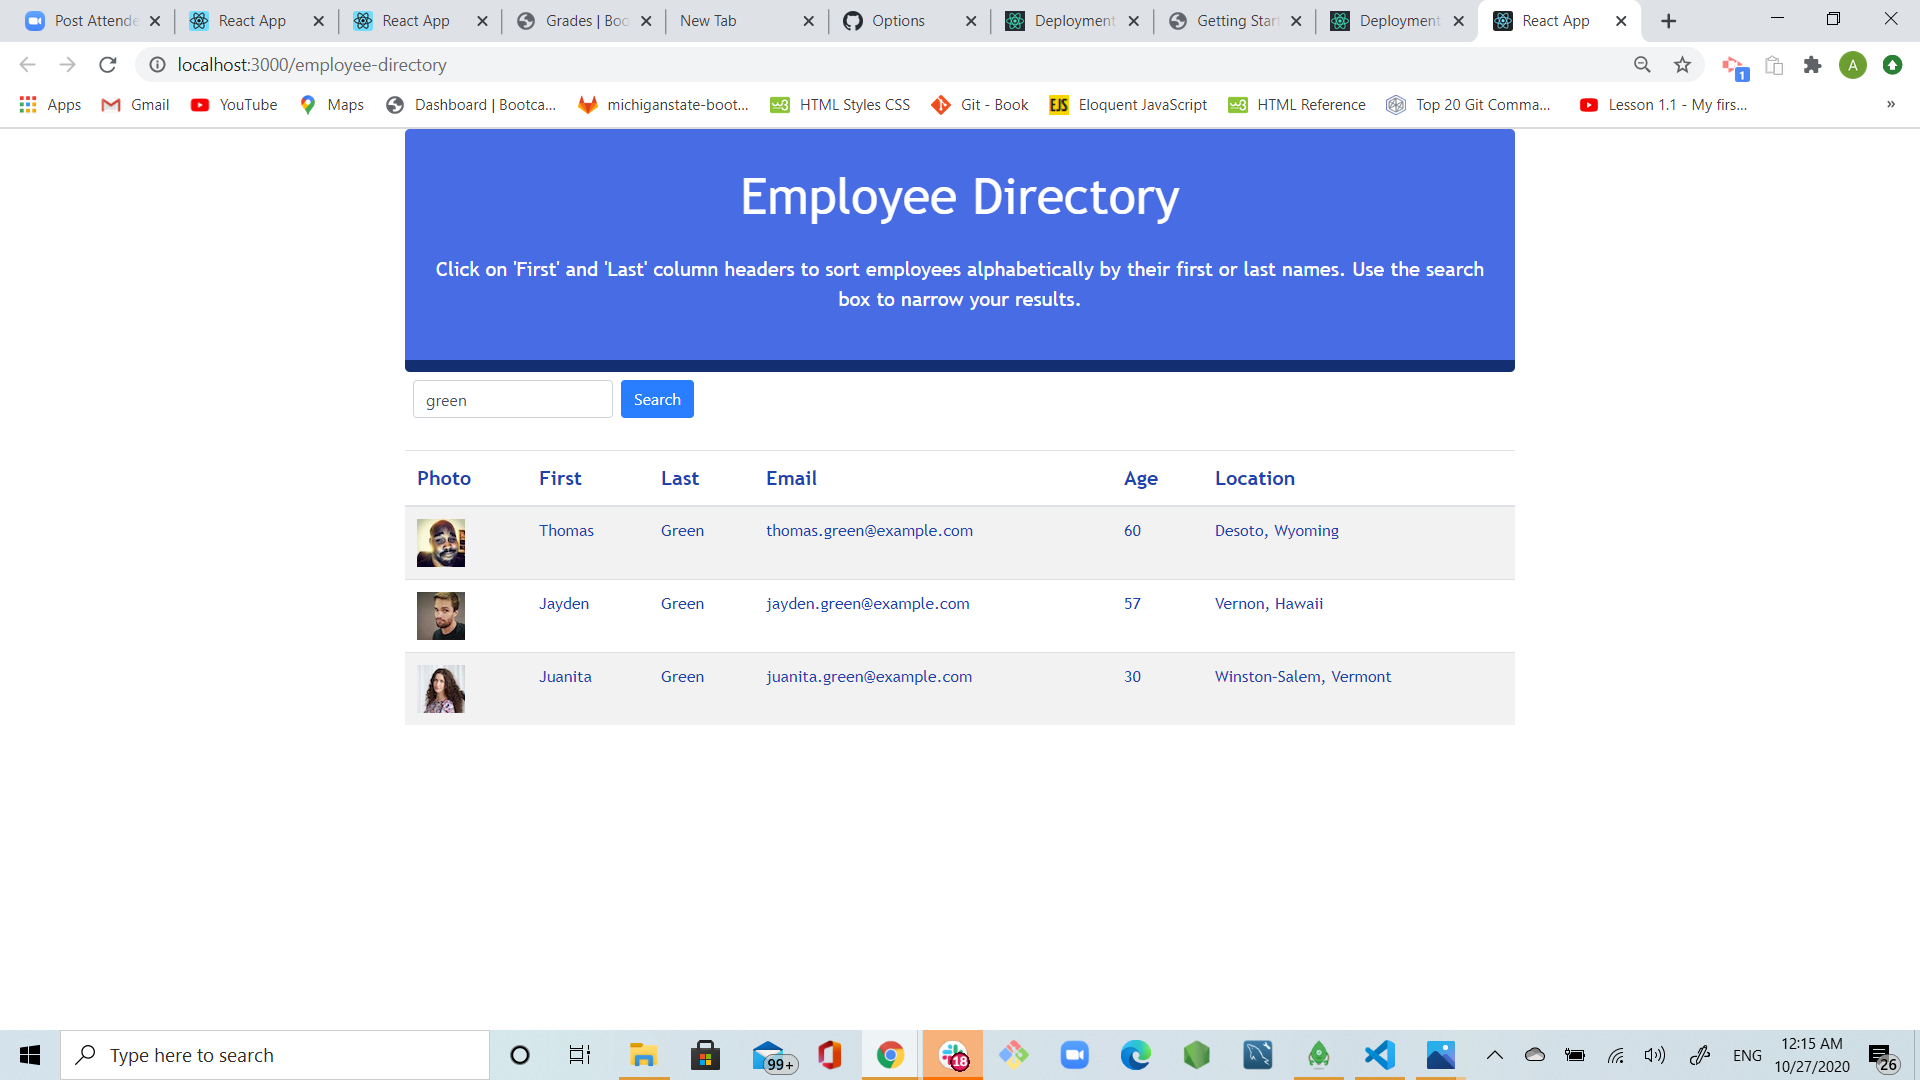 Post Attende
React App
React App
Grades | Boo
New Tab
Options
Deployment
Getting Start
Deployment
React App
localhost:3000/employee-directory
A
1
Apps
Gmail
YouTube
Maps
Dashboard | Bootca...
michiganstate-boot...
HTML Styles CSS
Git - Book
EJS
Eloquent JavaScript
HTML Reference
Top 20 Git Comma...
Lesson 1.1 - My firs...
»
Employee Directory
Click on 'First' and 'Last' column headers to sort employees alphabetically by their first or last names. Use the search
box to narrow your results.
green
Search
Photo First Last Email Age Location
Thomas Green thomas.green@example.com 60 Desoto, Wyoming
Jayden Green jayden.green@example.com 57 Vernon, Hawaii
Juanita Green juanita.green@example.com 30 Winston-Salem, Vermont
Type here to search
99+
18
ENG
12:15 AM
10/27/2020
26